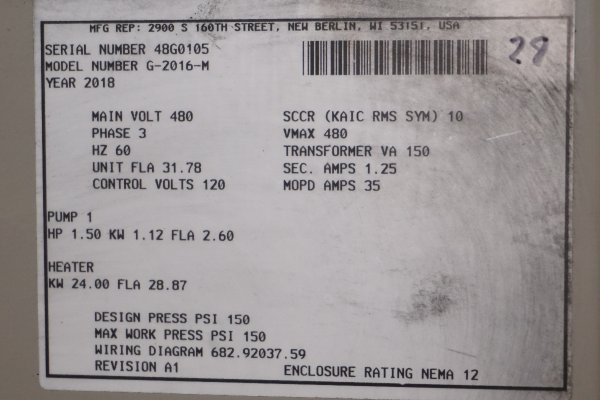 MFG REP: 2900 S 160TH STREET, NEW BERLIN, WI 53151, USA
SERIAL NUMBER 48G0105
MODEL NUMBER G-2016-M
YEAR 2018
28
MAIN VOLT 480
PHASE 3
HZ 60
UNIT FLA 31.78
CONTROL VOLTS 120
SCCR (KAIC RMS SYM) 10
VMAX 480
TRANSFORMER VA 150
SEC. AMPS 1.25
MOPD AMPS 35
PUMP 1
HP 1.50 KW 1.12 FLA 2.60
HEATER
KW 24.00 FLA 28.87
DESIGN PRESS PSI 150
MAX WORK PRESS PSI 150
WIRING DIAGRAM 682.92037.59
REVISION A1
ENCLOSURE RATING NEMA 12